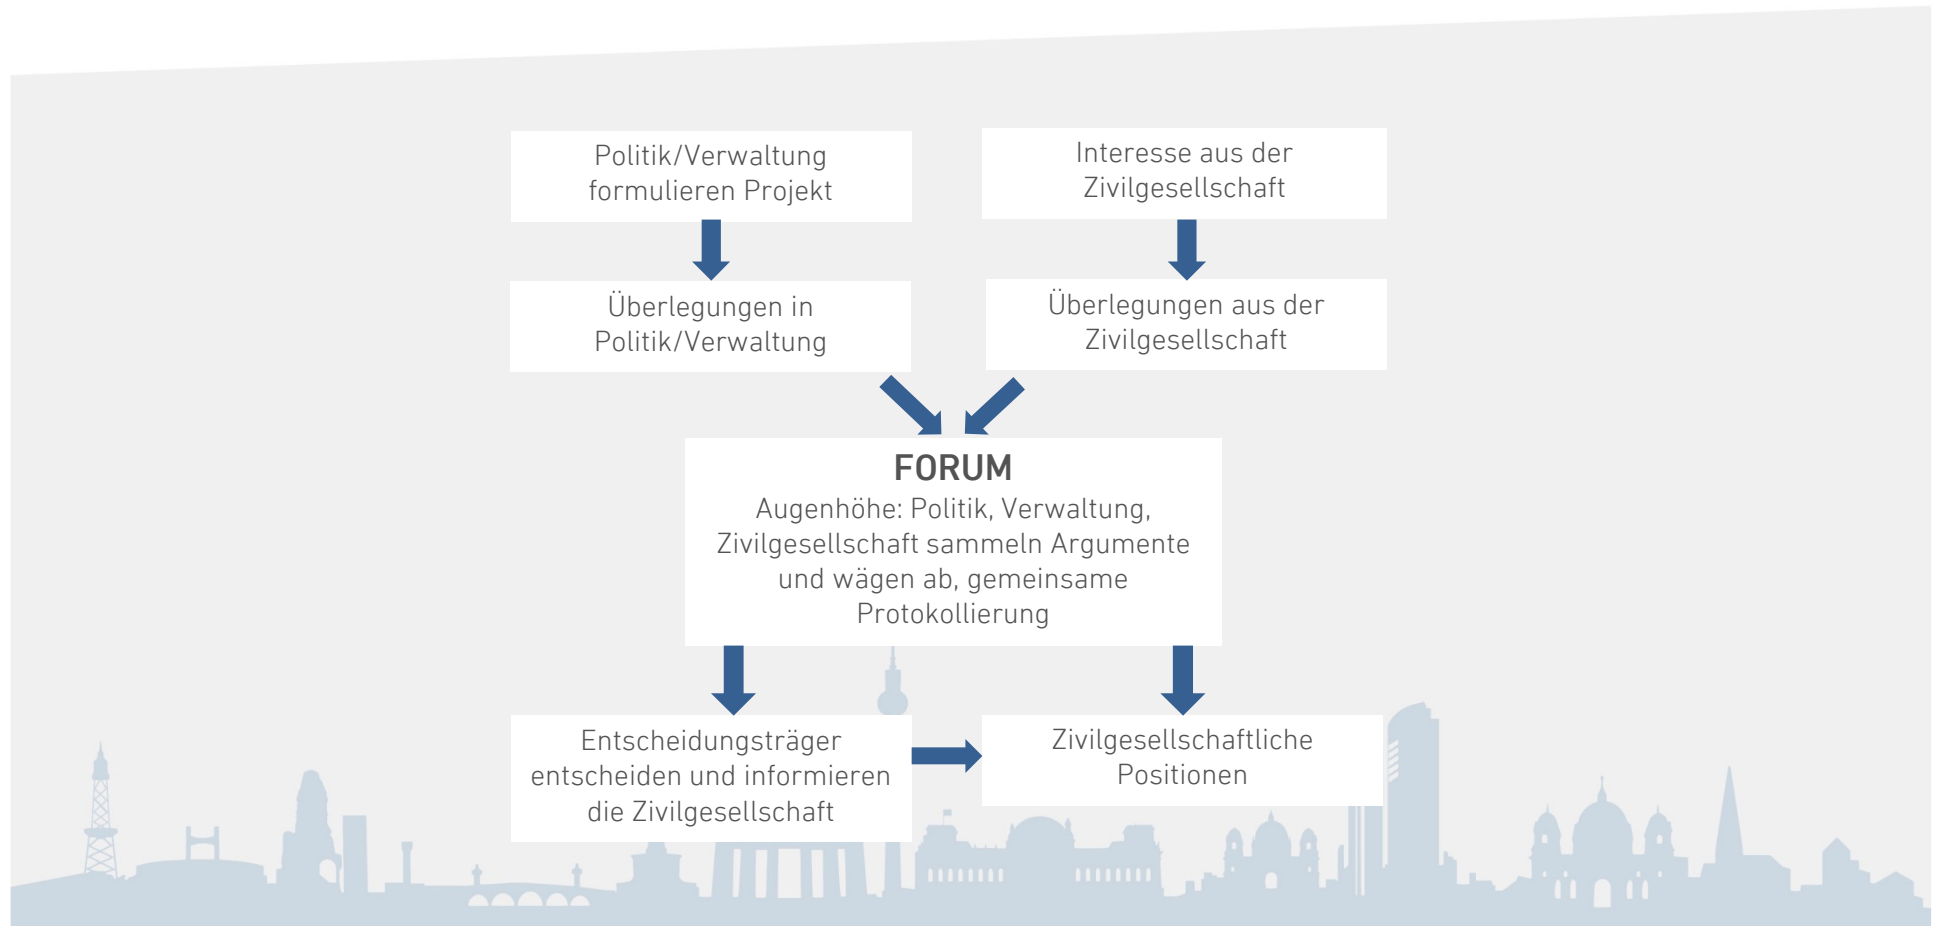 Politik/Verwaltung
formulieren Projekt
Interesse aus der
Zivilgesellschaft
Überlegungen in
Politik/Verwaltung
Überlegungen aus der
Zivilgesellschaft
FORUM
Augenhöhe: Politik, Verwaltung,
Zivilgesellschaft sammeln Argumente
und wägen ab, gemeinsame
Protokollierung
Entscheidungsträger
entscheiden und informieren
die Zivilgesellschaft
Zivilgesellschaftliche
Positionen